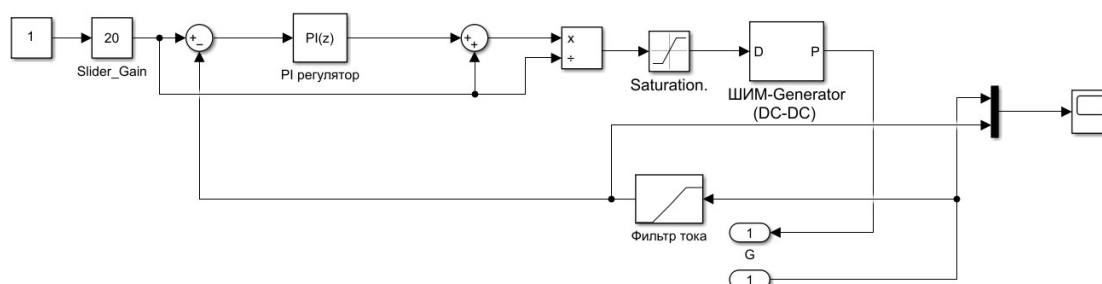 1
20
Slider_Gain
+
−
PI(z)
PI регулятор
+
+
x
÷
Saturation.
D
P
ШИМ-Generator
(DC-DC)
Фильтр тока
1
G
1